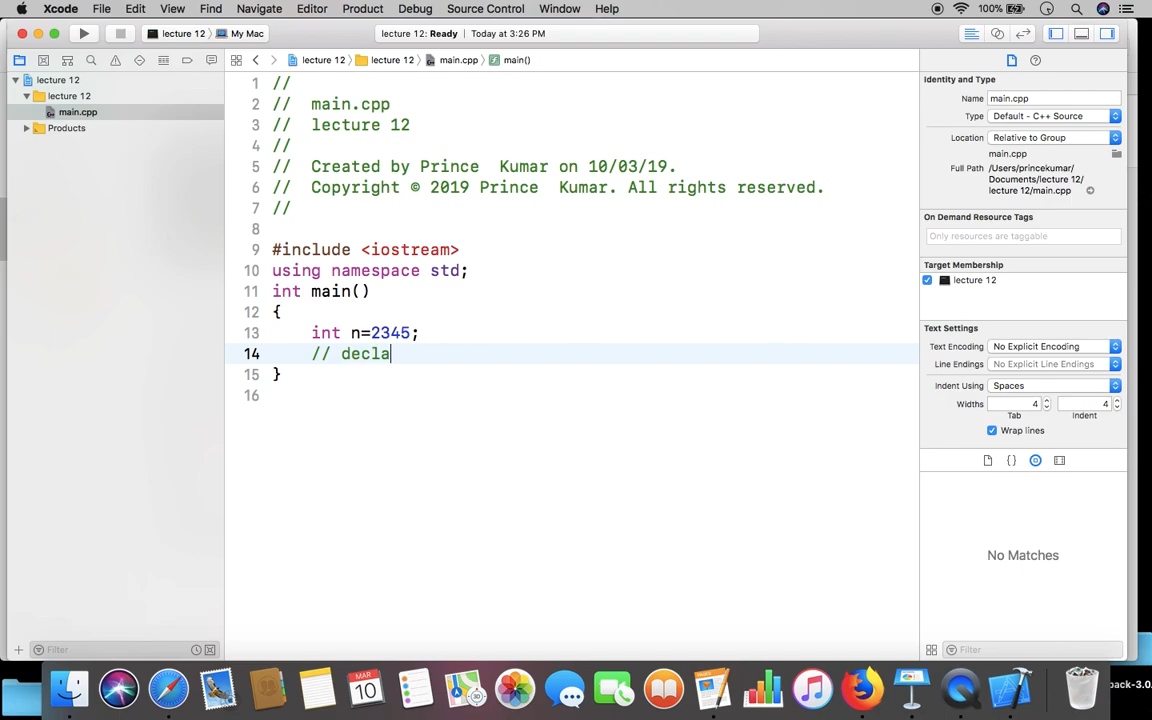 Xcode File Edit View Find Navigate Editor Product Debug Source Control Window Help 100%
lecture 12 My Mac lecture 12: Ready Today at 3:26 PM
lecture 12 lecture 12 main.cpp main()
lecture 12
lecture 12
main.cpp
Products
1 //
2 // main.cpp
3 // lecture 12
4 //
5 // Created by Prince Kumar on 10/03/19.
6 // Copyright © 2019 Prince Kumar. All rights reserved.
7 //
8
9 #include <iostream>
10 using namespace std;
11 int main()
12 {
13 int n=2345;
14 // decla
15 }
16
Identity and Type
Name main.cpp
Type Default - C++ Source
Location Relative to Group
main.cpp
Full Path /Users/princekumar/
Documents/lecture 12/
lecture 12/main.cpp
On Demand Resource Tags
Only resources are taggable
Target Membership
lecture 12
Text Settings
Text Encoding No Explicit Encoding
Line Endings No Explicit Line Endings
Indent Using Spaces
Widths 4 4
Tab Indent
Wrap lines
{}
No Matches
Filter
Filter
MAR
10
pack-3.0.